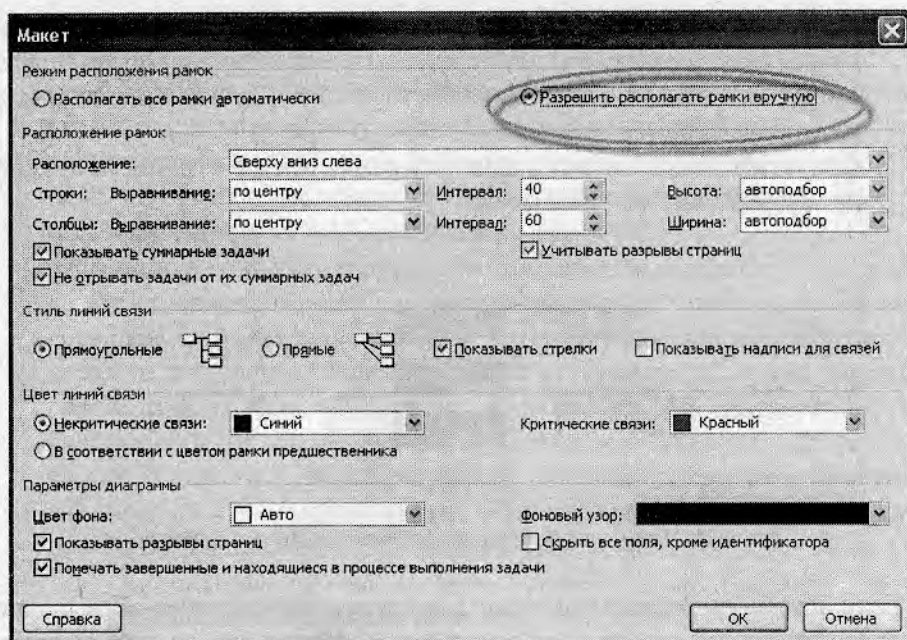 Макет
Режим расположения рамок
Располагать все рамки автоматически Разрешить располагать рамки вручную
Расположение рамок
Расположение: Сверху вниз слева
Строки: Выравнивание: по центру Интервал: 40 Высота: автоподбор
Столбцы: Выравнивание: по центру Интервал: 60 Ширина: автоподбор
Показывать суммарные задачи Учитывать разрывы страниц
Не отрывать задачи от их суммарных задач
Стиль линий связи
Прямоугольные Прямые Показывать стрелки Показывать надписи для связей
Цвет линий связи
Некритические связи: Синий Критические связи: Красный
В соответствии с цветом рамки предшественника
Параметры диаграммы
Цвет фона: Авто Фоновый узор:
Показывать разрывы страниц Скрыть все поля, кроме идентификатора
Помечать завершенные и находящиеся в процессе выполнения задачи
Справка ОК Отмена